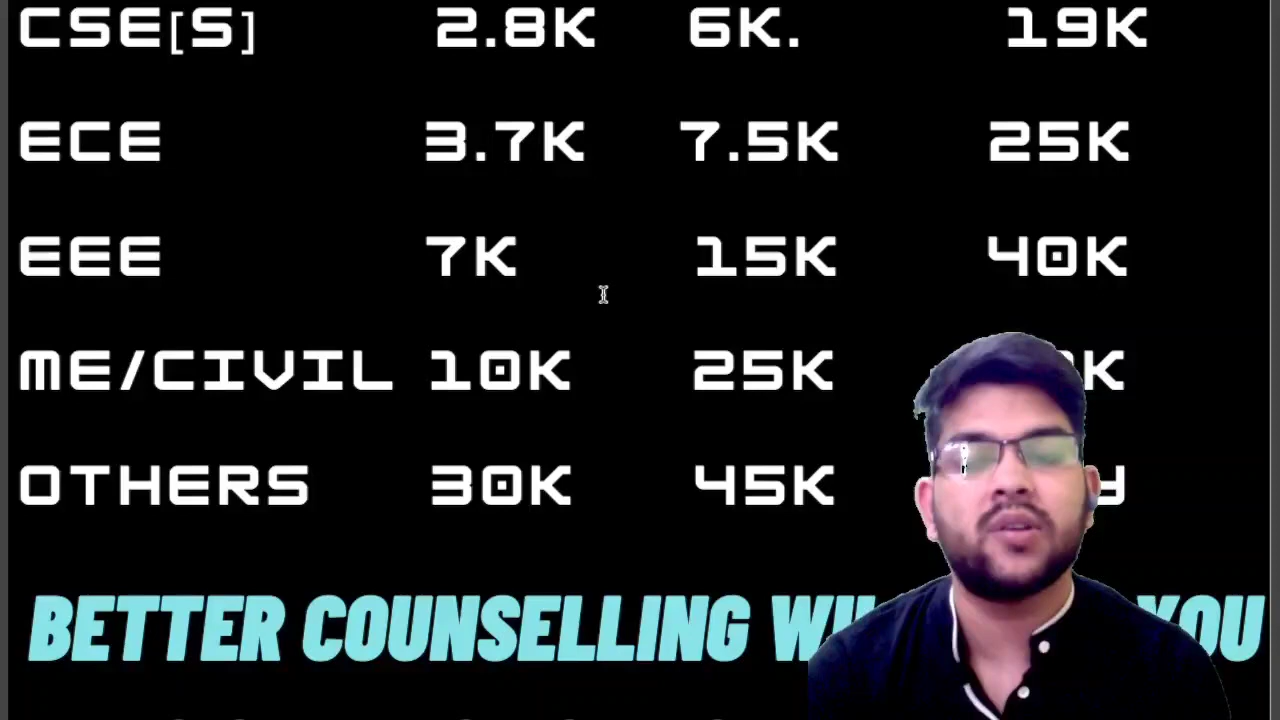 CSE[S] 2.8K 6K. 19K
ECE 3.7K 7.5K 25K
EEE 7K 15K 40K
ME/CIVIL 10K 25K
OTHERS 30K 45K
BETTER COUNSELLING YOU